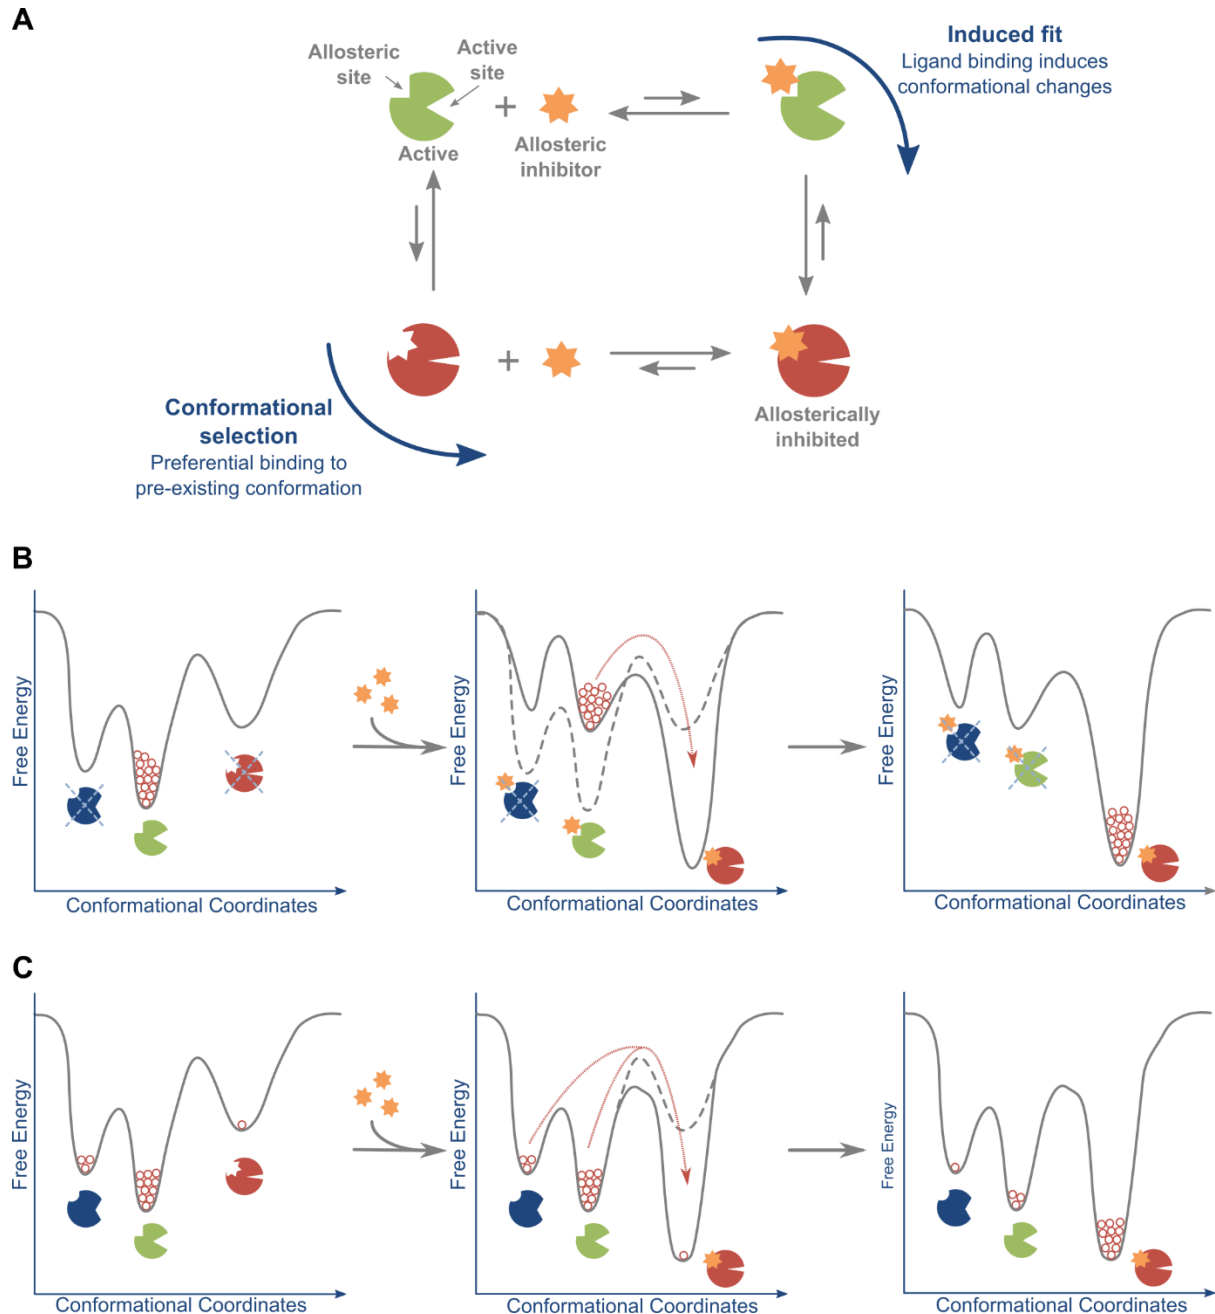 A
Allosteric
site
Active
site
Active
+
Allosteric
inhibitor
Induced fit
Ligand binding induces
conformational changes
+
Conformational
selection
Preferential binding to
pre-existing conformation
Allosterically
inhibited
B
Free Energy
Conformational Coordinates
Free Energy
Conformational Coordinates
Free Energy
Conformational Coordinates
C
Free Energy
Conformational Coordinates
Free Energy
Conformational Coordinates
Free Energy
Conformational Coordinates